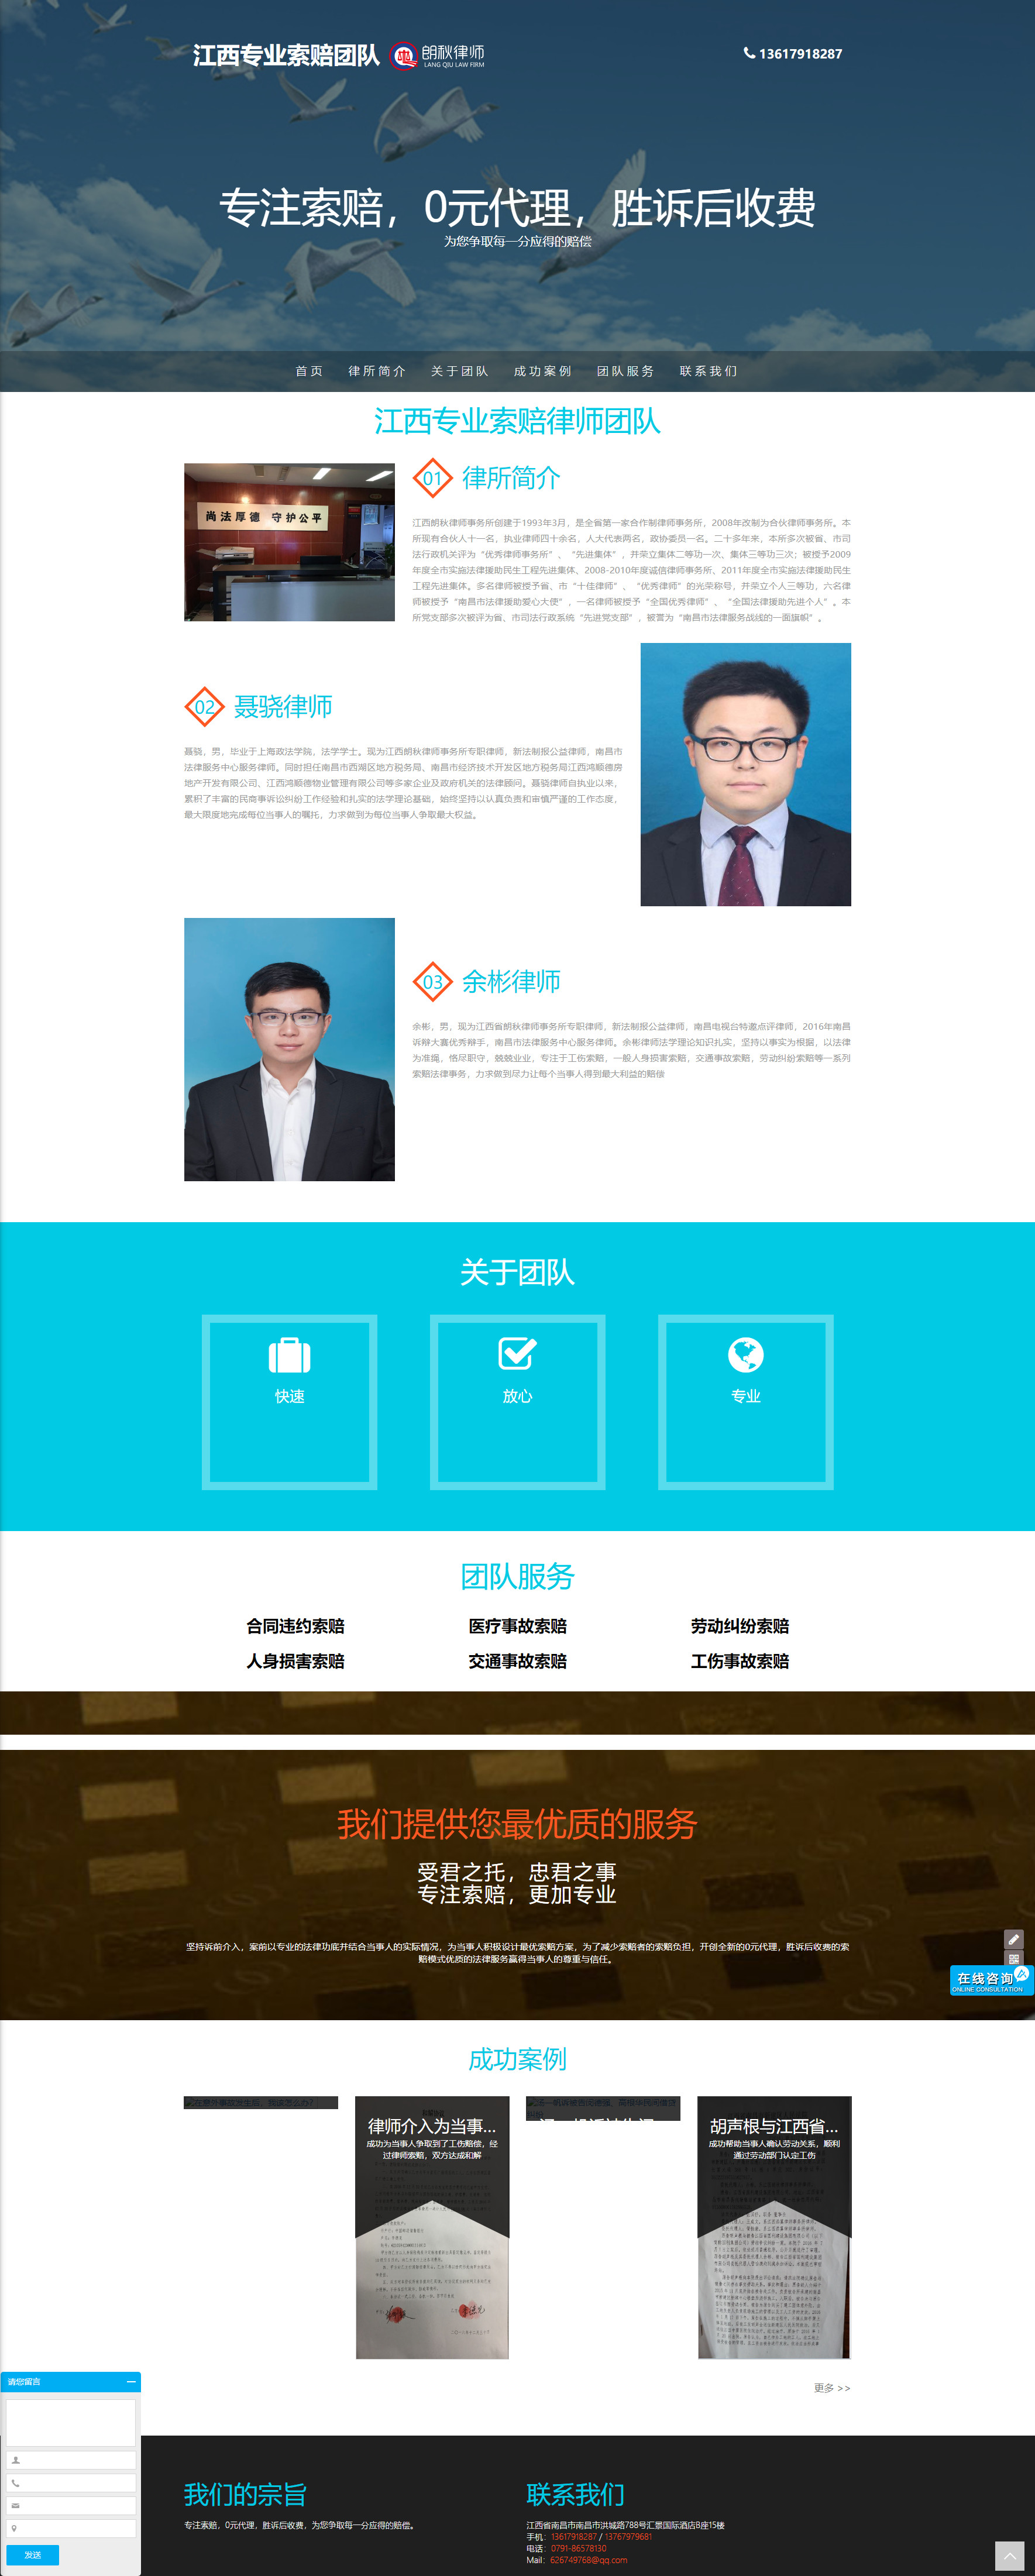 江西专业索赔团队
朗秋律师
LANG QIU LAW FIRM
13617918287
专注索赔，0元代理，胜诉后收费
为您争取每一分应得的赔偿
首页 律所简介 关于团队 成功案例 团队服务 联系我们
江西专业索赔律师团队
尚法厚德 守护公平
01 律所简介
江西朗秋律师事务所创建于1993年3月，是全省第一家合作制律师事务所，2008年改制为合伙律师事务所。本
所现有合伙人十一名，执业律师四十余名，人大代表两名，政协委员一名。二十多年来，本所多次被省、市司
法行政机关评为“优秀律师事务所”、“先进集体”，并荣立集体二等功一次，集体三等功三次；被授予2009
年度全市实施法律援助民生工程先进集体、2008-2010年度诚信律师事务所、2011年度全市实施法律援助民生
工程先进集体。多名律师被授予省、市“十佳律师”、“优秀律师”的光荣称号，并荣立个人三等功，六名律
师被授予“南昌市法律援助爱心大使”，一名律师被授予“全国优秀律师”、“全国法律援助先进个人”。本
所党支部多次被评为省、市司法行政系统“先进党支部”，被誉为“南昌市法律服务战线的一面旗帜”。
02 聂骁律师
聂骁，男，毕业于上海政法学院，法学学士。现为江西朗秋律师事务所专职律师，新法制报公益律师，南昌市
法律服务中心服务律师。同时担任南昌市西湖区地方税务局、南昌市经济技术开发区地方税务局江西鸿顺德房
地产开发有限公司、江西鸿顺德物业管理有限公司等多家企业及政府机关的法律顾问。聂骁律师自执业以来，
累积了丰富的民商事诉讼纠纷工作经验和扎实的法学理论基础，始终坚持以认真负责和审慎严谨的工作态度，
最大限度地完成每位当事人的嘱托，力求做到为每位当事人争取最大权益。
03 余彬律师
余彬，男，现为江西省朗秋律师事务所专职律师，新法制报公益律师，南昌电视台特邀点评律师，2016年南昌
诉辩大赛优秀辩手，南昌市法律服务中心服务律师。余彬律师法学理论知识扎实，坚持以事实为根据，以法律
为准绳，恪尽职守，兢兢业业，专注于工伤索赔，一般人身损害索赔，交通事故索赔，劳动纠纷索赔等一系列
索赔法律事务，力求做到尽力让每个当事人得到最大利益的赔偿
关于团队
快速 放心 专业
团队服务
合同违约索赔 医疗事故索赔 劳动纠纷索赔
人身损害索赔 交通事故索赔 工伤事故索赔
我们提供您最优质的服务
受君之托，忠君之事
专注索赔，更加专业
坚持诉前介入，案前以专业的法律功底并结合当事人的实际情况，为当事人积极设计最优索赔方案，为了减少索赔者的索赔负担，开创全新的0元代理，胜诉后收费的索
赔模式优质的法律服务赢得当事人的尊重与信任。
在线咨询
ONLINE CONSULTATION
成功案例
律师介入为当事...
成功为当事人争取到了工伤赔偿，经
过律师索赔，双方达成和解
胡声根与江西省...
成功帮助当事人确认劳动关系，顺利
通过劳动部门认定工伤
更多 >>
请您留言
发送
我们的宗旨
专注索赔，0元代理，胜诉后收费，为您争取每一分应得的赔偿。
联系我们
江西省南昌市南昌市洪城路788号汇景国际酒店B座15楼
手机：13617918287 / 13767979681
电话：0791-86578130
Mail：626749768@qq.com